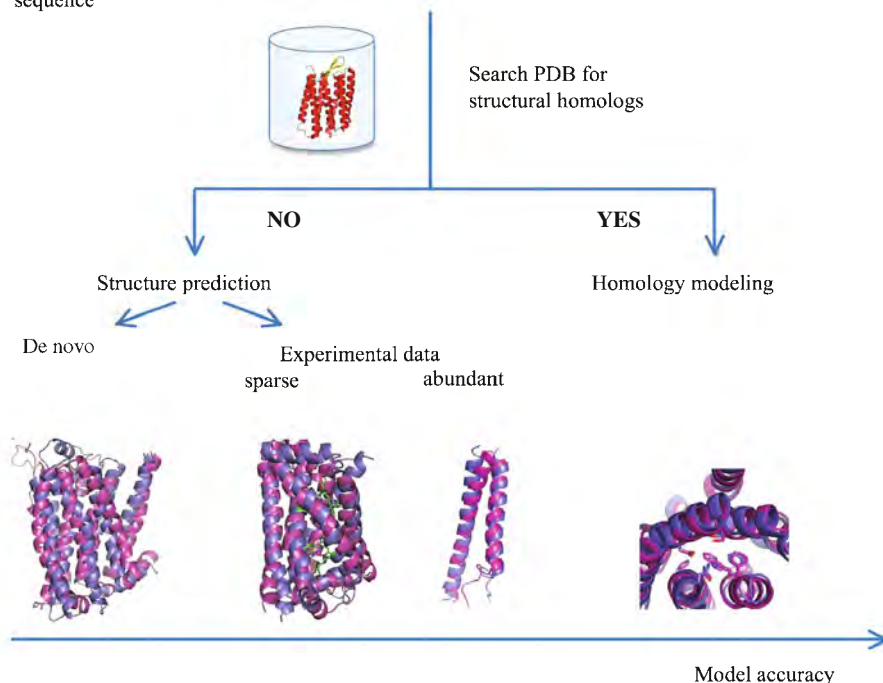 sequence
Search PDB for
structural homologs
NO
YES
Structure prediction
Homology modeling
De novo
Experimental data
sparse
abundant
Model accuracy